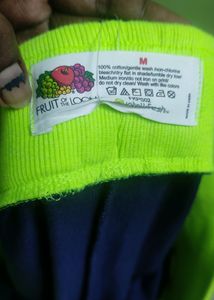 FRUIT OF THE LOOM
M
100% cotton/gentle wash /non-chlorine
bleach/dry flat in shade/tumble dry low
Medium iron/do not iron on print
do not dry clean/Wash with like colors